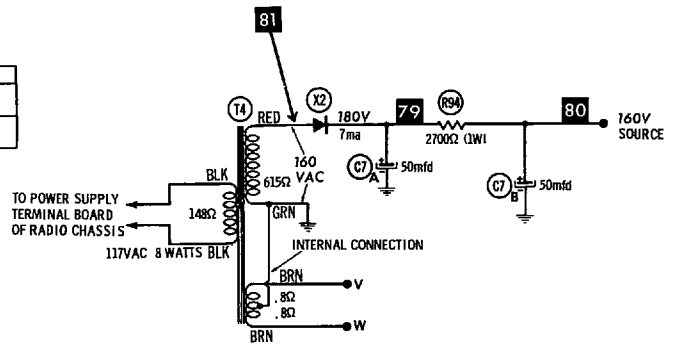 81
T4
RED
X2
180V
7ma
79
R94
2700Ω (1W)
80
160V
SOURCE
160
VAC
615Ω
C7
A
50mfd
C7
B
50mfd
BLK
TO POWER SUPPLY
TERMINAL BOARD
OF RADIO CHASSIS
148Ω
GRN
117VAC 8 WATTS BLK
INTERNAL CONNECTION
BRN
V
.8Ω
.8Ω
W
BRN